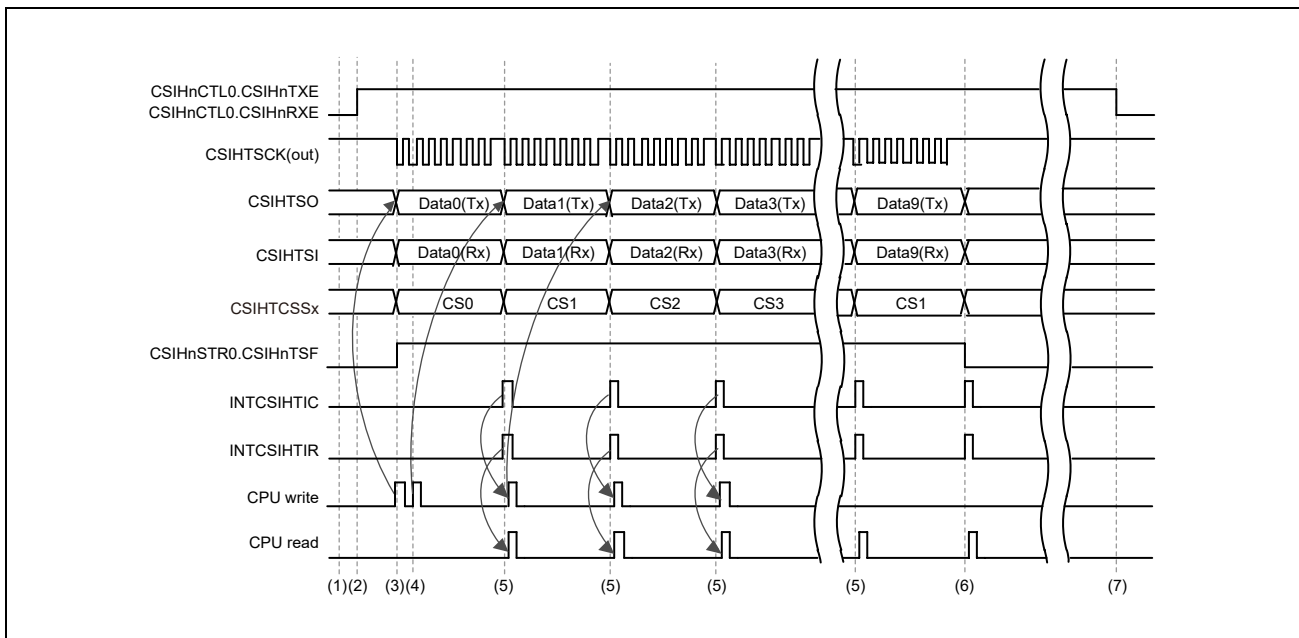 CSIHnCTL0.CSIHnTXE
CSIHnCTL0.CSIHnRXE
CSIHTSCK(out)
CSIHTSO Data0(Tx) Data1(Tx) Data2(Tx) Data3(Tx) Data9(Tx)
CSIHTSI Data0(Rx) Data1(Rx) Data2(Rx) Data3(Rx) Data9(Rx)
CSIHTCSSx CS0 CS1 CS2 CS3 CS1
CSIHnSTR0.CSIHnTSF
INTCSIHTIC
INTCSIHTIR
CPU write
CPU read
(1)(2) (3)(4) (5) (5) (5) (5) (6) (7)